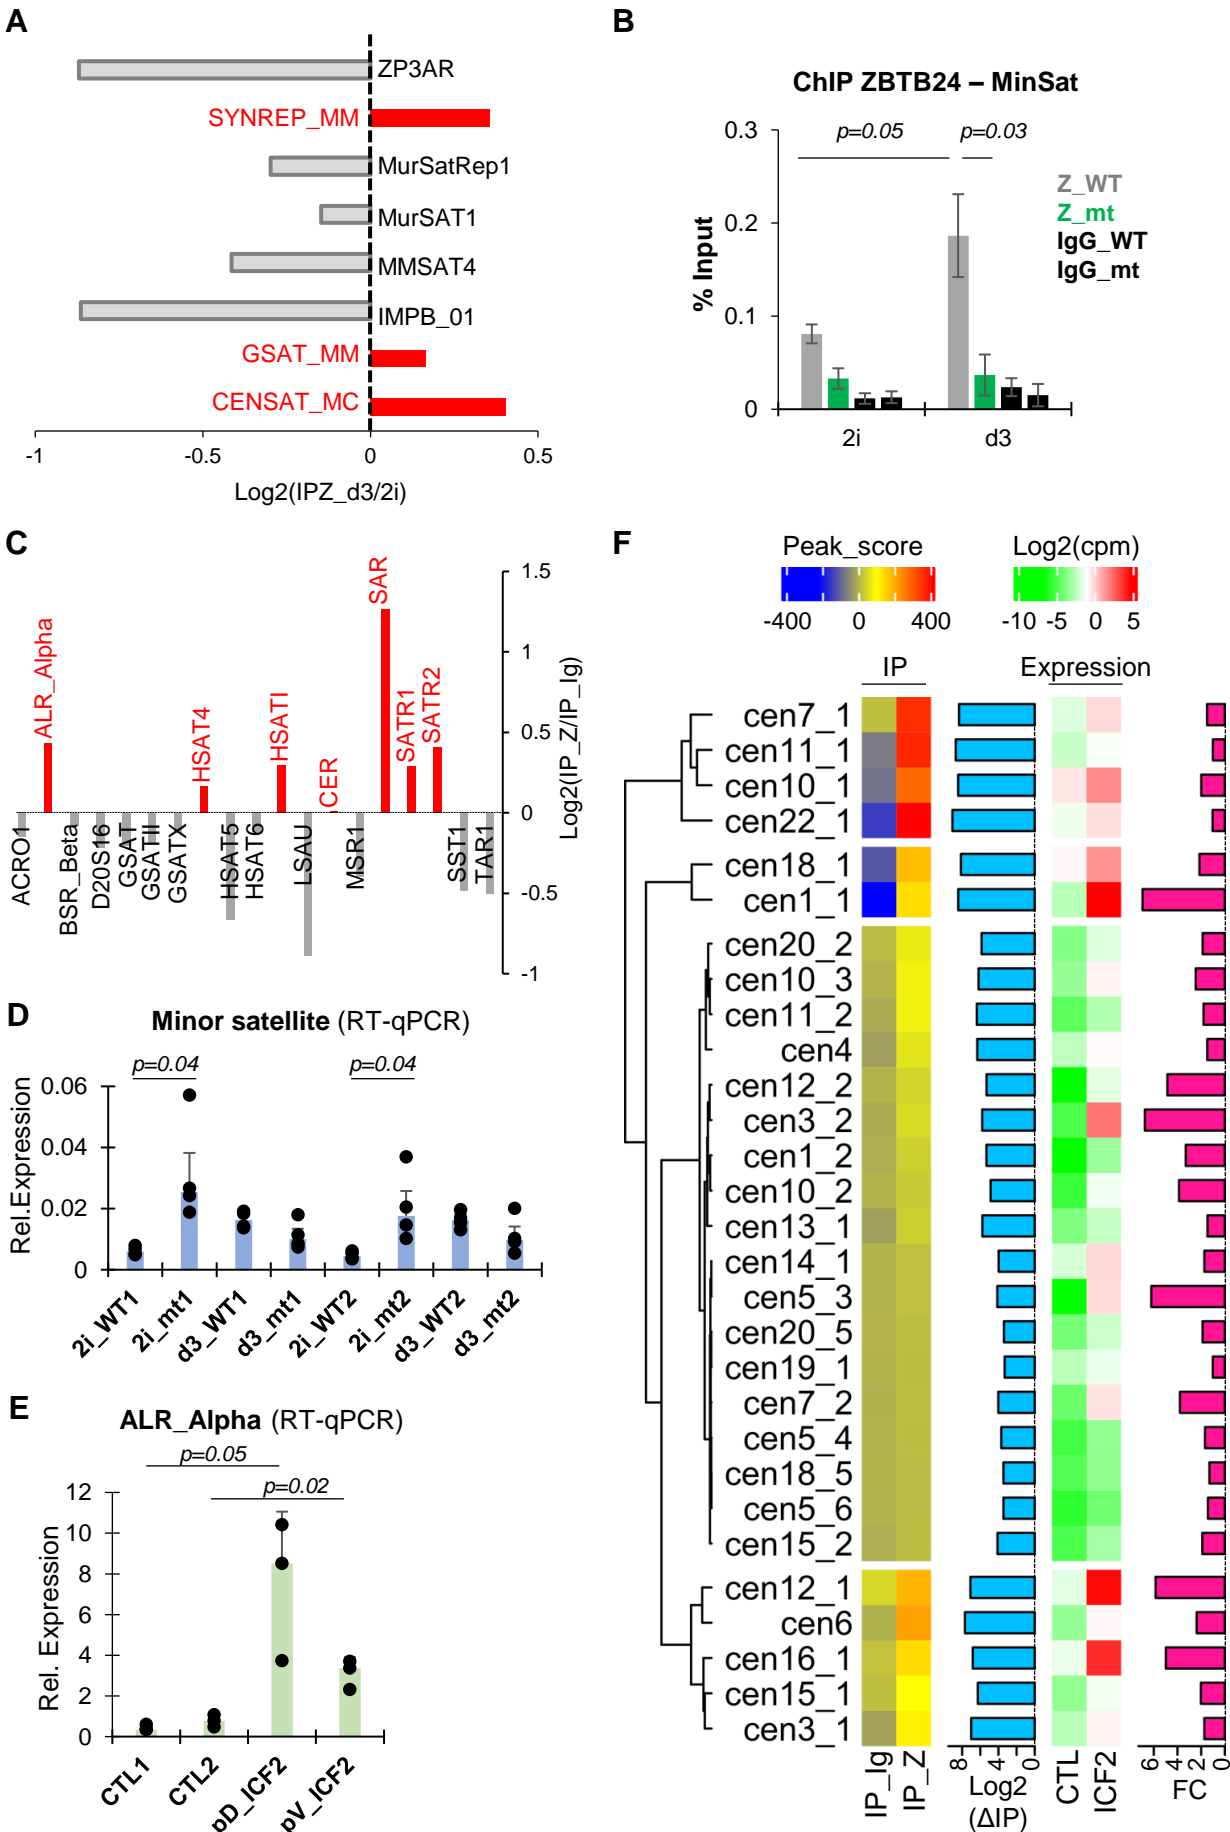 A
ZP3AR
SYNREP_MM
MurSatRep1
MurSAT1
MMSAT4
IMPB_01
GSAT_MM
CENSAT_MC
-1 -0.5 0 0.5
Log2(IPZ_d3/2i)
B
ChIP ZBTB24 – MinSat
p=0.05 p=0.03
0.3
0.2
0.1
0
% Input
Z_WT
Z_mt
IgG_WT
IgG_mt
2i d3
C
ACRO1
ALR_Alpha
BSR_Beta
D20S16
GSAT
GSATII
GSATX
HSAT4
HSAT5
HSAT6
HSATI
LSAU
CER
MSR1
SAR
SATR1
SATR2
SST1
TAR1
1.5
1
0.5
0
-0.5
-1
Log2(IP_Z/IP_Ig)
D
Minor satellite (RT-qPCR)
p=0.04 p=0.04
0.06
0.04
0.02
0
Rel.Expression
2i_WT1
2i_mt1
d3_WT1
d3_mt1
2i_WT2
2i_mt2
d3_WT2
d3_mt2
E
ALR_Alpha (RT-qPCR)
p=0.05
p=0.02
12
10
8
6
4
2
0
Rel. Expression
CTL1
CTL2
pD_ICF2
pV_ICF2
F
Peak_score
-400 0 400
Log2(cpm)
-10 -5 0 5
IP
Expression
cen7_1
cen11_1
cen10_1
cen22_1
cen18_1
cen1_1
cen20_2
cen10_3
cen11_2
cen4
cen12_2
cen3_2
cen1_2
cen10_2
cen13_1
cen14_1
cen5_3
cen20_5
cen19_1
cen7_2
cen5_4
cen18_5
cen5_6
cen15_2
cen12_1
cen6
cen16_1
cen15_1
cen3_1
IP_Ig
IP_Z
8 4 0
Log2
(ΔIP)
CTL
ICF2
6 4 2 0
FC